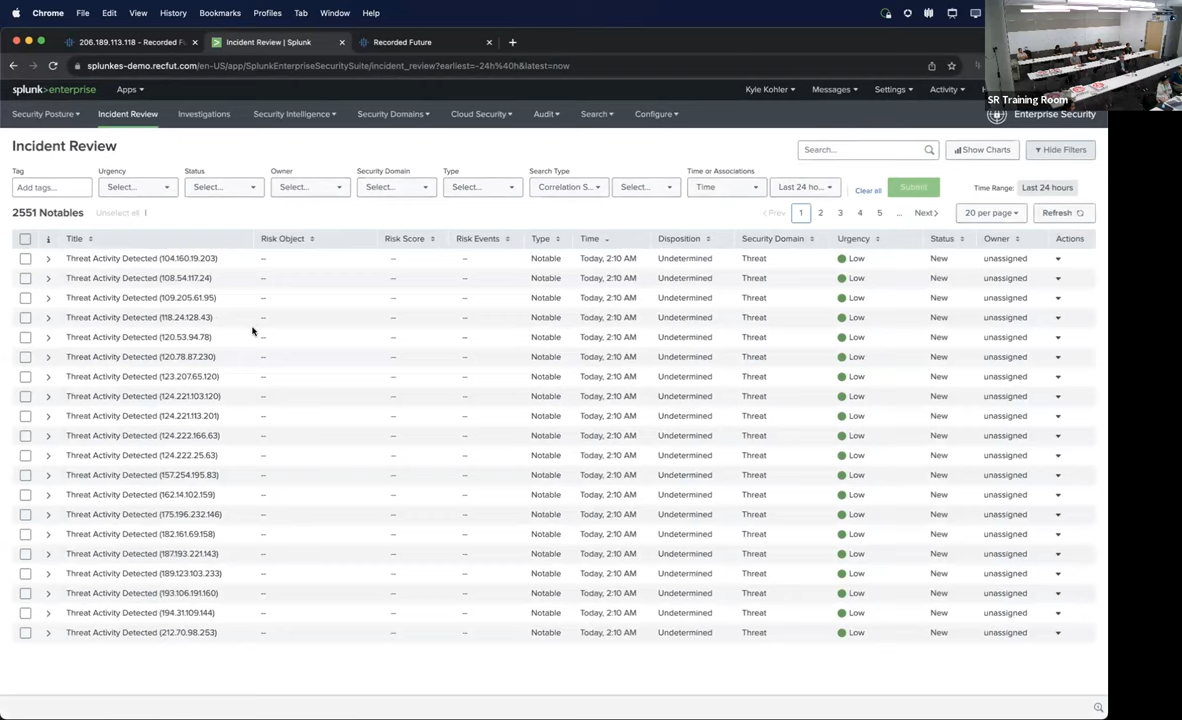 Chrome File Edit View History Bookmarks Profiles Tab Window Help
206.189.113.118 - Recorded Fu
Incident Review | Splunk
Recorded Future
splunkes-demo.recfut.com/en-US/app/SplunkEnterpriseSecuritySuite/incident_review?earliest=-24h%40h&latest=now
SR Training Room
splunk>enterprise Apps Kyle Kohler Messages Settings Activity
Security Posture Incident Review Investigations Security Intelligence Security Domains Cloud Security Audit Search Configure Enterprise Security
Incident Review
Search... Show Charts Hide Filters
Tag Urgency Status Owner Security Domain Type Search Type Time or Associations
Add tags... Select... Select... Select... Select... Select... Correlation S... Select... Time Last 24 ho... Clear all Submit Time Range: Last 24 hours
2551 Notables Unselect all < Prev 1 2 3 4 5 ... Next > 20 per page Refresh
i Title Risk Object Risk Score Risk Events Type Time Disposition Security Domain Urgency Status Owner Actions
Threat Activity Detected (104.160.19.203) -- -- -- Notable Today, 2:10 AM Undetermined Threat Low New unassigned
Threat Activity Detected (108.54.117.24) -- -- -- Notable Today, 2:10 AM Undetermined Threat Low New unassigned
Threat Activity Detected (109.205.61.95) -- -- -- Notable Today, 2:10 AM Undetermined Threat Low New unassigned
Threat Activity Detected (118.24.128.43) -- -- -- Notable Today, 2:10 AM Undetermined Threat Low New unassigned
Threat Activity Detected (120.53.94.78) -- -- -- Notable Today, 2:10 AM Undetermined Threat Low New unassigned
Threat Activity Detected (120.78.87.230) -- -- -- Notable Today, 2:10 AM Undetermined Threat Low New unassigned
Threat Activity Detected (123.207.65.120) -- -- -- Notable Today, 2:10 AM Undetermined Threat Low New unassigned
Threat Activity Detected (124.221.103.120) -- -- -- Notable Today, 2:10 AM Undetermined Threat Low New unassigned
Threat Activity Detected (124.221.113.201) -- -- -- Notable Today, 2:10 AM Undetermined Threat Low New unassigned
Threat Activity Detected (124.222.166.63) -- -- -- Notable Today, 2:10 AM Undetermined Threat Low New unassigned
Threat Activity Detected (124.222.25.63) -- -- -- Notable Today, 2:10 AM Undetermined Threat Low New unassigned
Threat Activity Detected (157.254.195.83) -- -- -- Notable Today, 2:10 AM Undetermined Threat Low New unassigned
Threat Activity Detected (162.14.102.159) -- -- -- Notable Today, 2:10 AM Undetermined Threat Low New unassigned
Threat Activity Detected (175.196.232.146) -- -- -- Notable Today, 2:10 AM Undetermined Threat Low New unassigned
Threat Activity Detected (182.161.69.158) -- -- -- Notable Today, 2:10 AM Undetermined Threat Low New unassigned
Threat Activity Detected (187.193.221.143) -- -- -- Notable Today, 2:10 AM Undetermined Threat Low New unassigned
Threat Activity Detected (189.123.103.233) -- -- -- Notable Today, 2:10 AM Undetermined Threat Low New unassigned
Threat Activity Detected (193.106.191.160) -- -- -- Notable Today, 2:10 AM Undetermined Threat Low New unassigned
Threat Activity Detected (194.31.109.144) -- -- -- Notable Today, 2:10 AM Undetermined Threat Low New unassigned
Threat Activity Detected (212.70.98.253) -- -- -- Notable Today, 2:10 AM Undetermined Threat Low New unassigned